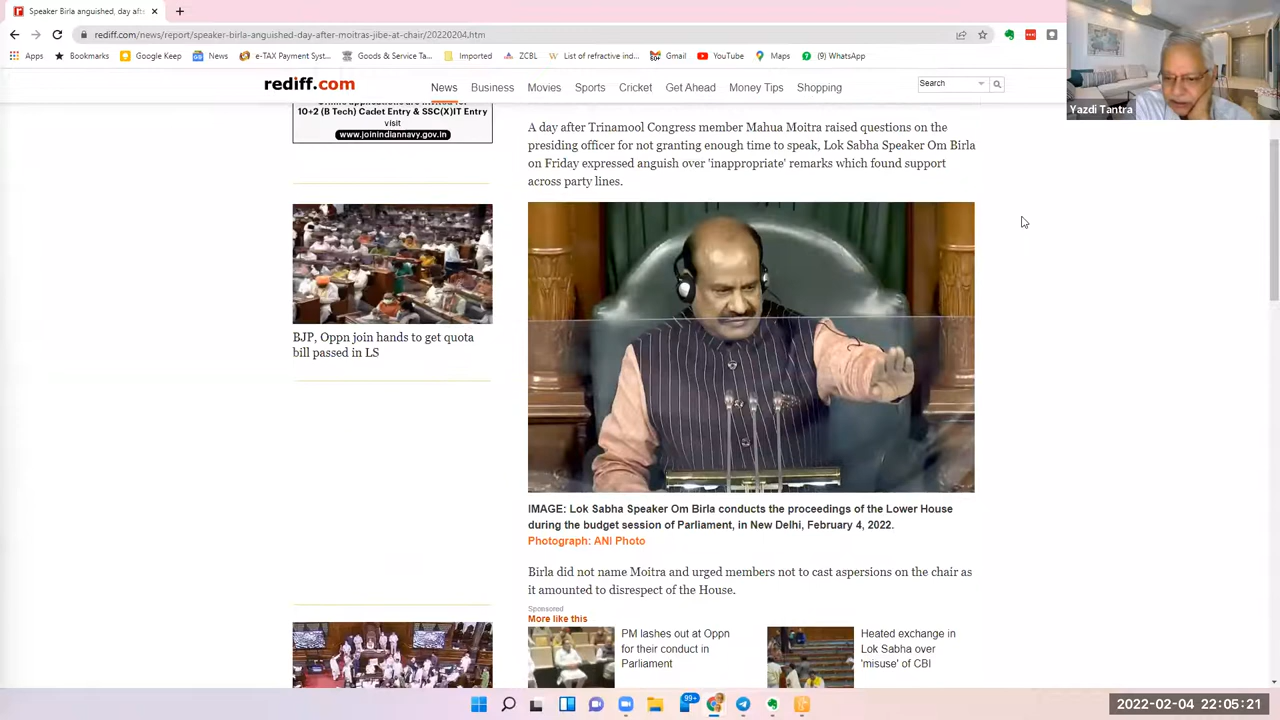 Speaker Birla anguished, day afte
rediff.com/news/report/speaker-birla-anguished-day-after-moitras-jibe-at-chair/20220204.htm
Apps
Bookmarks
Google Keep
News
e-TAX Payment Syst...
Goods & Service Ta...
Imported
ZCBL
List of refractive ind...
Gmail
YouTube
Maps
(9) WhatsApp
Yazdi Tantra
rediff.com
News
Business
Movies
Sports
Cricket
Get Ahead
Money Tips
Shopping
Search
10+2 (B Tech) Cadet Entry & SSC(X)IT Entry
visit
www.joinindiannavy.gov.in
BJP, Oppn join hands to get quota
bill passed in LS
A day after Trinamool Congress member Mahua Moitra raised questions on the
presiding officer for not granting enough time to speak, Lok Sabha Speaker Om Birla
on Friday expressed anguish over 'inappropriate' remarks which found support
across party lines.
IMAGE: Lok Sabha Speaker Om Birla conducts the proceedings of the Lower House
during the budget session of Parliament, in New Delhi, February 4, 2022.
Photograph: ANI Photo
Birla did not name Moitra and urged members not to cast aspersions on the chair as
it amounted to disrespect of the House.
Sponsored
More like this
PM lashes out at Oppn
for their conduct in
Parliament
Heated exchange in
Lok Sabha over
'misuse' of CBI
99+
2022-02-04 22:05:21